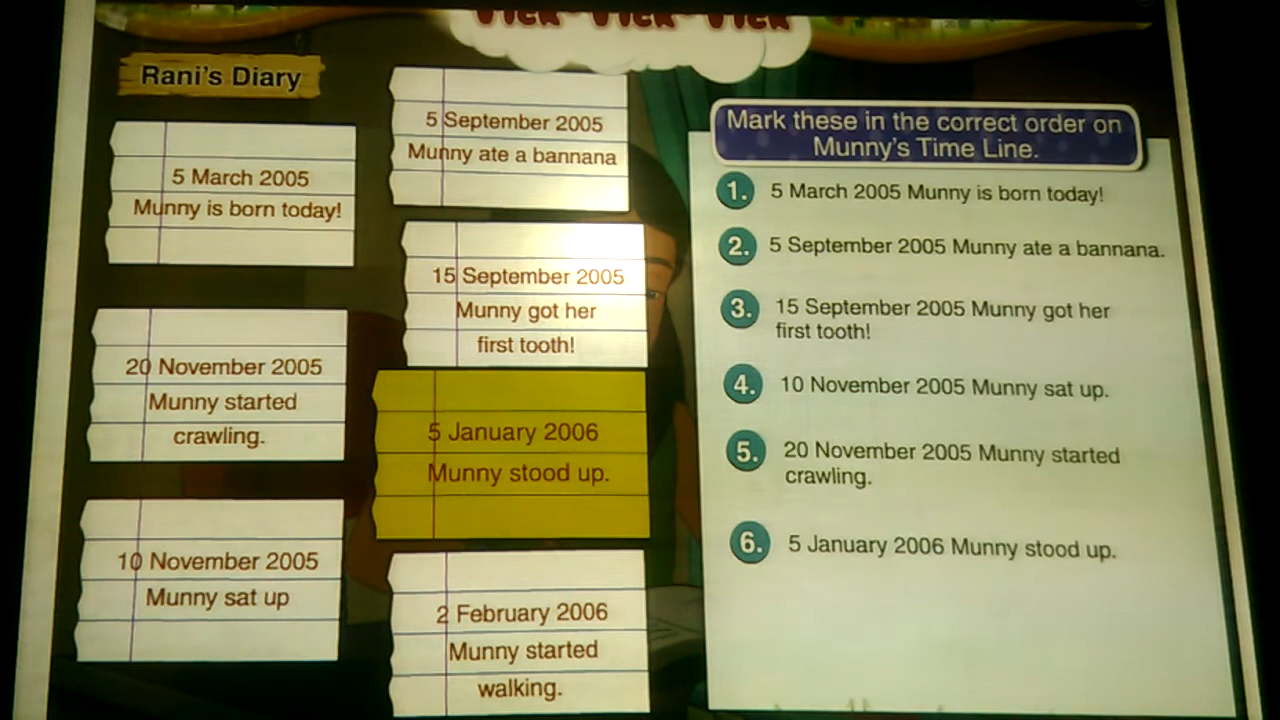 Tick - Tick - Tick
Rani's Diary
5 March 2005
Munny is born today!
20 November 2005
Munny started
crawling.
10 November 2005
Munny sat up
5 September 2005
Munny ate a bannana
15 September 2005
Munny got her
first tooth!
5 January 2006
Munny stood up.
2 February 2006
Munny started
walking.
Mark these in the correct order on
Munny's Time Line.
1. 5 March 2005 Munny is born today!
2. 5 September 2005 Munny ate a bannana.
3. 15 September 2005 Munny got her
first tooth!
4. 10 November 2005 Munny sat up.
5. 20 November 2005 Munny started
crawling.
6. 5 January 2006 Munny stood up.